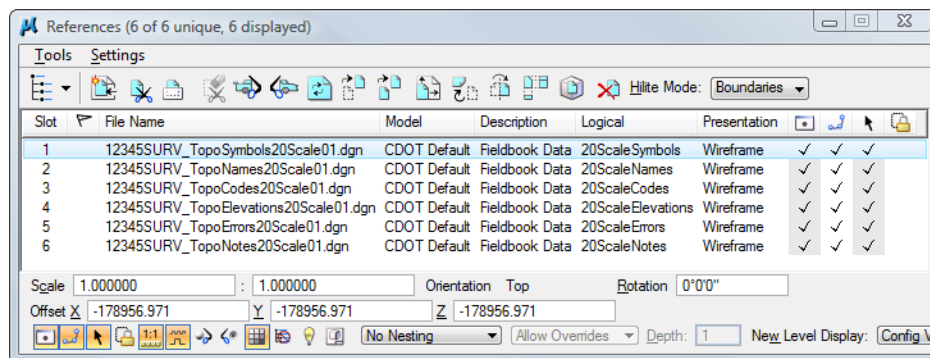 References (6 of 6 unique, 6 displayed)
Tools Settings
Hilite Mode: Boundaries
Slot File Name Model Description Logical Presentation
1 12345SURV_TopoSymbols20Scale01.dgn CDOT Default Fieldbook Data 20ScaleSymbols Wireframe
2 12345SURV_TopoNames20Scale01.dgn CDOT Default Fieldbook Data 20ScaleNames Wireframe
3 12345SURV_TopoCodes20Scale01.dgn CDOT Default Fieldbook Data 20ScaleCodes Wireframe
4 12345SURV_TopoElevations20Scale01.dgn CDOT Default Fieldbook Data 20ScaleElevations Wireframe
5 12345SURV_TopoErrors20Scale01.dgn CDOT Default Fieldbook Data 20ScaleErrors Wireframe
6 12345SURV_TopoNotes20Scale01.dgn CDOT Default Fieldbook Data 20ScaleNotes Wireframe
Scale 1.000000 : 1.000000 Orientation Top Rotation 0°0'0"
Offset X -178956.971 Y -178956.971 Z -178956.971
1:1 No Nesting Allow Overrides Depth: 1 New Level Display: Config V